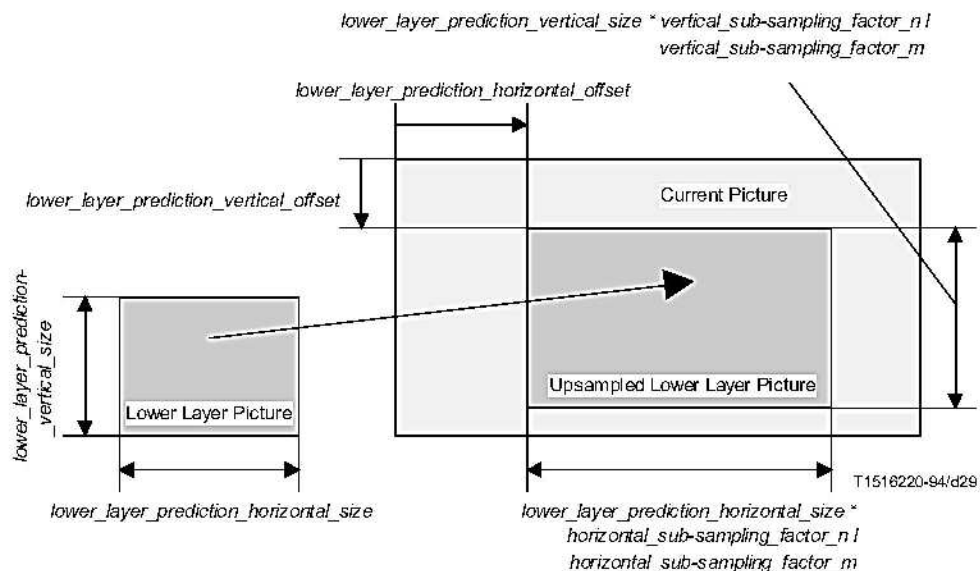 lower_layer_prediction_vertical_size * vertical_sub-sampling_factor_n /
vertical_sub-sampling_factor_m
lower_layer_prediction_horizontal_offset
lower_layer_prediction_vertical_offset
Current Picture
lower_layer_prediction-
_vertical_size
Lower Layer Picture
Upsampled Lower Layer Picture
T1516220-94/d29
lower_layer_prediction_horizontal_size
lower_layer_prediction_horizontal_size *
horizontal_sub-sampling_factor_n /
horizontal_sub-sampling_factor_m